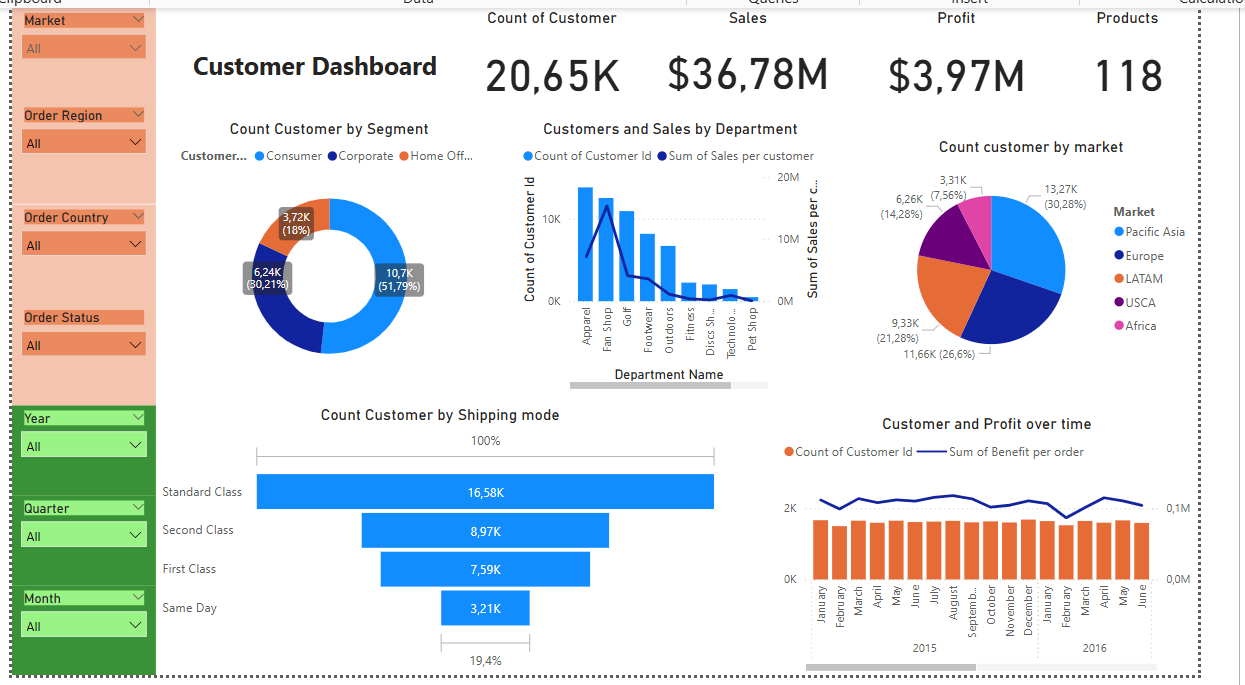 Data
Queries
Insert
Market
All
Order Region
All
Order Country
All
Order Status
All
Year
All
Quarter
All
Month
All
Customer Dashboard
Count of Customer
20,65K
Sales
$36,78M
Profit
$3,97M
Products
118
Count Customer by Segment
Customer... Consumer Corporate Home Off...
3,72K
(18%)
6,24K
(30,21%)
10,7K
(51,79%)
Customers and Sales by Department
Count of Customer Id Sum of Sales per customer
Count of Customer Id
10K
0K
20M
10M
0M
Sum of Sales per c...
Apparel
Fan Shop
Golf
Footwear
Outdoors
Fitness
Discs Sh...
Technolo...
Pet Shop
Department Name
Count customer by market
3,31K
(7,56%)
6,26K
(14,28%)
13,27K
(30,28%)
9,33K
(21,28%)
11,66K (26,6%)
Market
Pacific Asia
Europe
LATAM
USCA
Africa
Count Customer by Shipping mode
100%
Standard Class
16,58K
Second Class
8,97K
First Class
7,59K
Same Day
3,21K
19,4%
Customer and Profit over time
Count of Customer Id Sum of Benefit per order
2K
0K
0,1M
0,0M
January
February
March
April
May
June
July
August
Septemb...
October
November
December
January
February
March
April
May
June
2015
2016